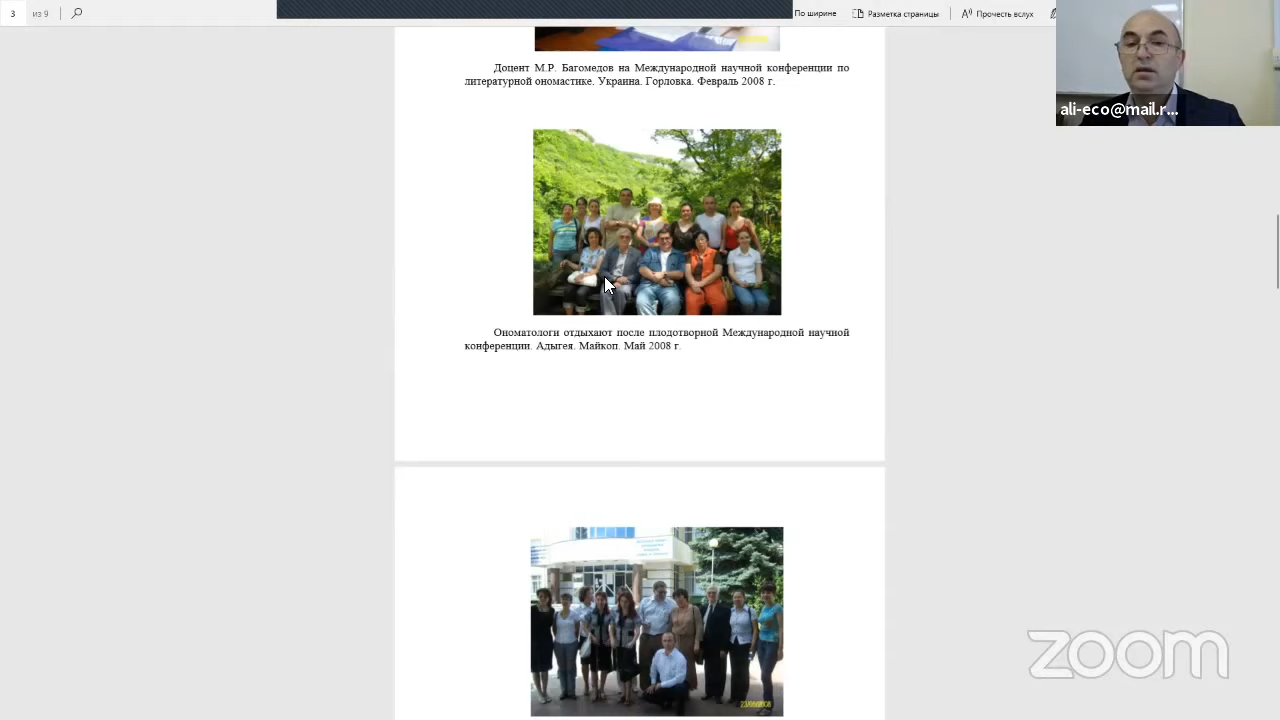 3 из 53
По ширине
Разметка страницы
Прочесть вслух
ali-eco@mail.r...
Доцент М.Р. Багомедов на Международной научной конференции по
литературной ономастике. Украина. Горловка. Февраль 2008 г.
Ономатологи отдыхают после плодотворной Международной научной
конференции. Адыгея. Майкоп. Май 2008 г.
zoom